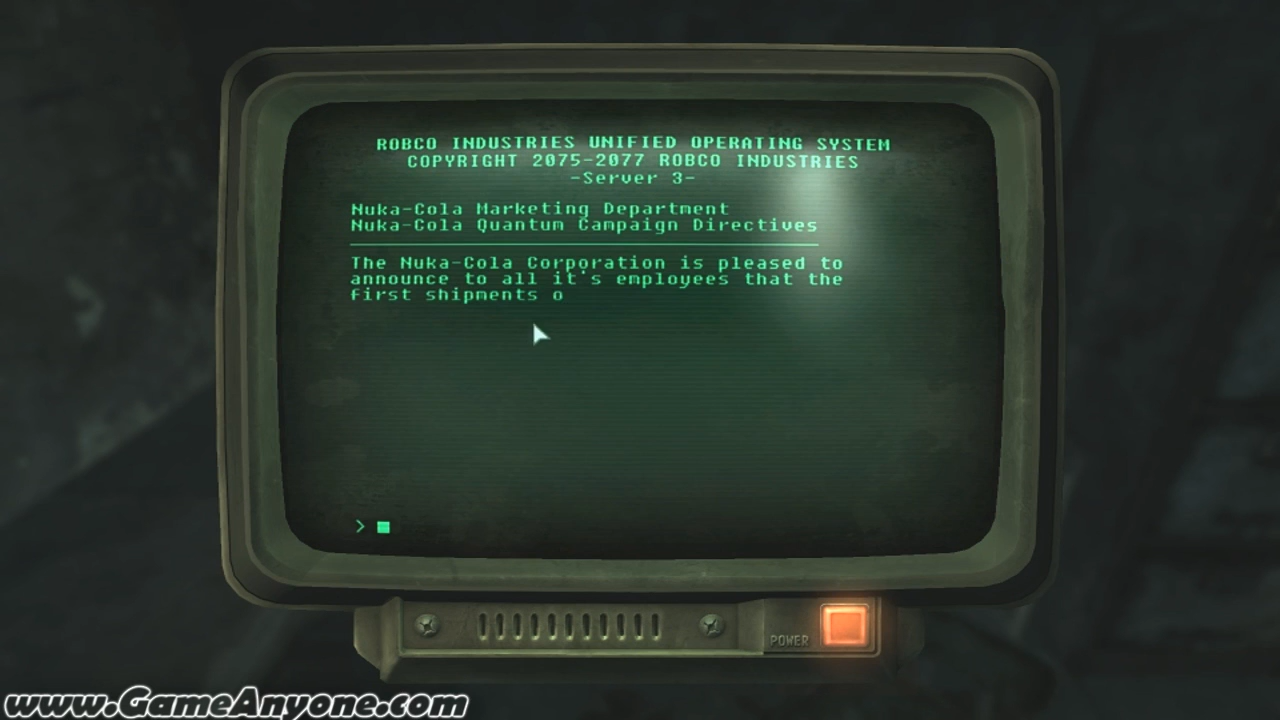 ROBCO INDUSTRIES UNIFIED OPERATING SYSTEM
COPYRIGHT 2075-2077 ROBCO INDUSTRIES
-Server 3-
Nuka-Cola Marketing Department
Nuka-Cola Quantum Campaign Directives
The Nuka-Cola Corporation is pleased to
announce to all it's employees that the
first shipments o
>
POWER
www.GameAnyone.com